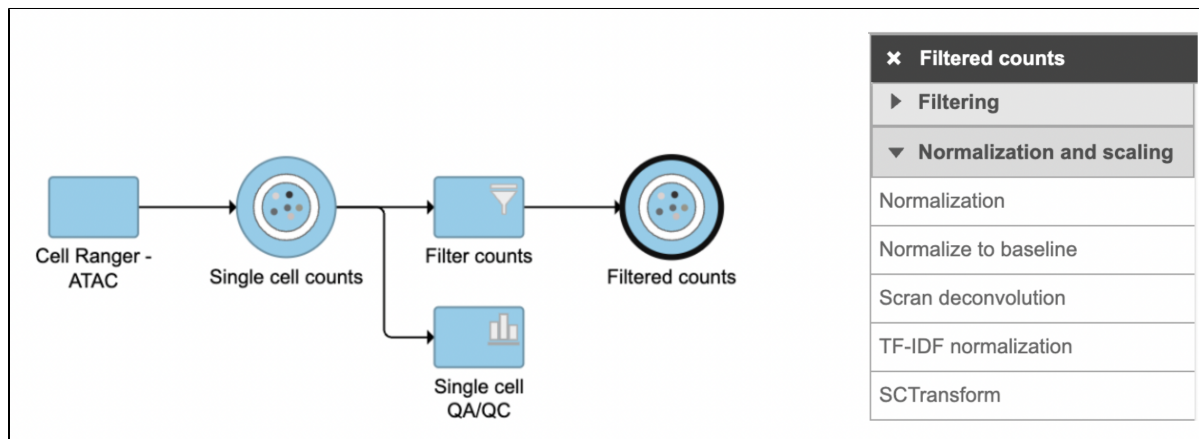 Cell Ranger -
ATAC
Single cell counts
Filter counts
Single cell
QA/QC
Filtered counts
× Filtered counts
Filtering
Normalization and scaling
Normalization
Normalize to baseline
Scran deconvolution
TF-IDF normalization
SCTransform